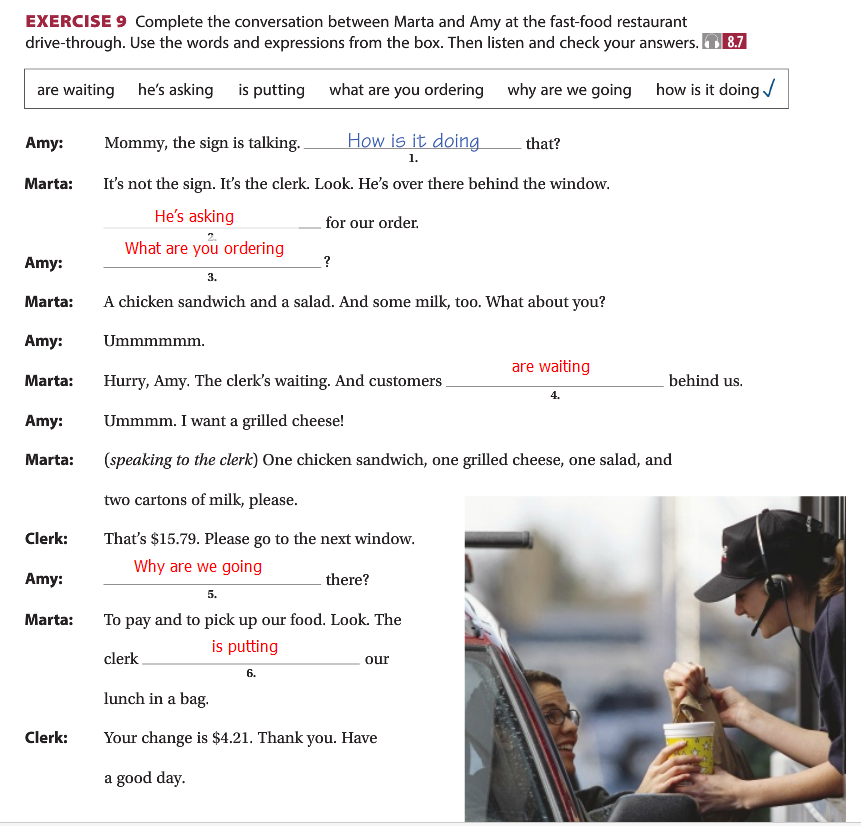 EXERCISE 9 Complete the conversation between Marta and Amy at the fast-food restaurant
drive-through. Use the words and expressions from the box. Then listen and check your answers. 8.7
are waiting he's asking is putting what are you ordering why are we going how is it doing ✓
Amy: Mommy, the sign is talking. How is it doing that?
1.
Marta: It's not the sign. It's the clerk. Look. He's over there behind the window.
He's asking for our order.
2.
Amy: What are you ordering ?
3.
Marta: A chicken sandwich and a salad. And some milk, too. What about you?
Amy: Ummmmmm.
Marta: Hurry, Amy. The clerk's waiting. And customers are waiting behind us.
4.
Amy: Ummmm. I want a grilled cheese!
Marta: (speaking to the clerk) One chicken sandwich, one grilled cheese, one salad, and
two cartons of milk, please.
Clerk: That's $15.79. Please go to the next window.
Amy: Why are we going there?
5.
Marta: To pay and to pick up our food. Look. The
clerk is putting our
6.
lunch in a bag.
Clerk: Your change is $4.21. Thank you. Have
a good day.